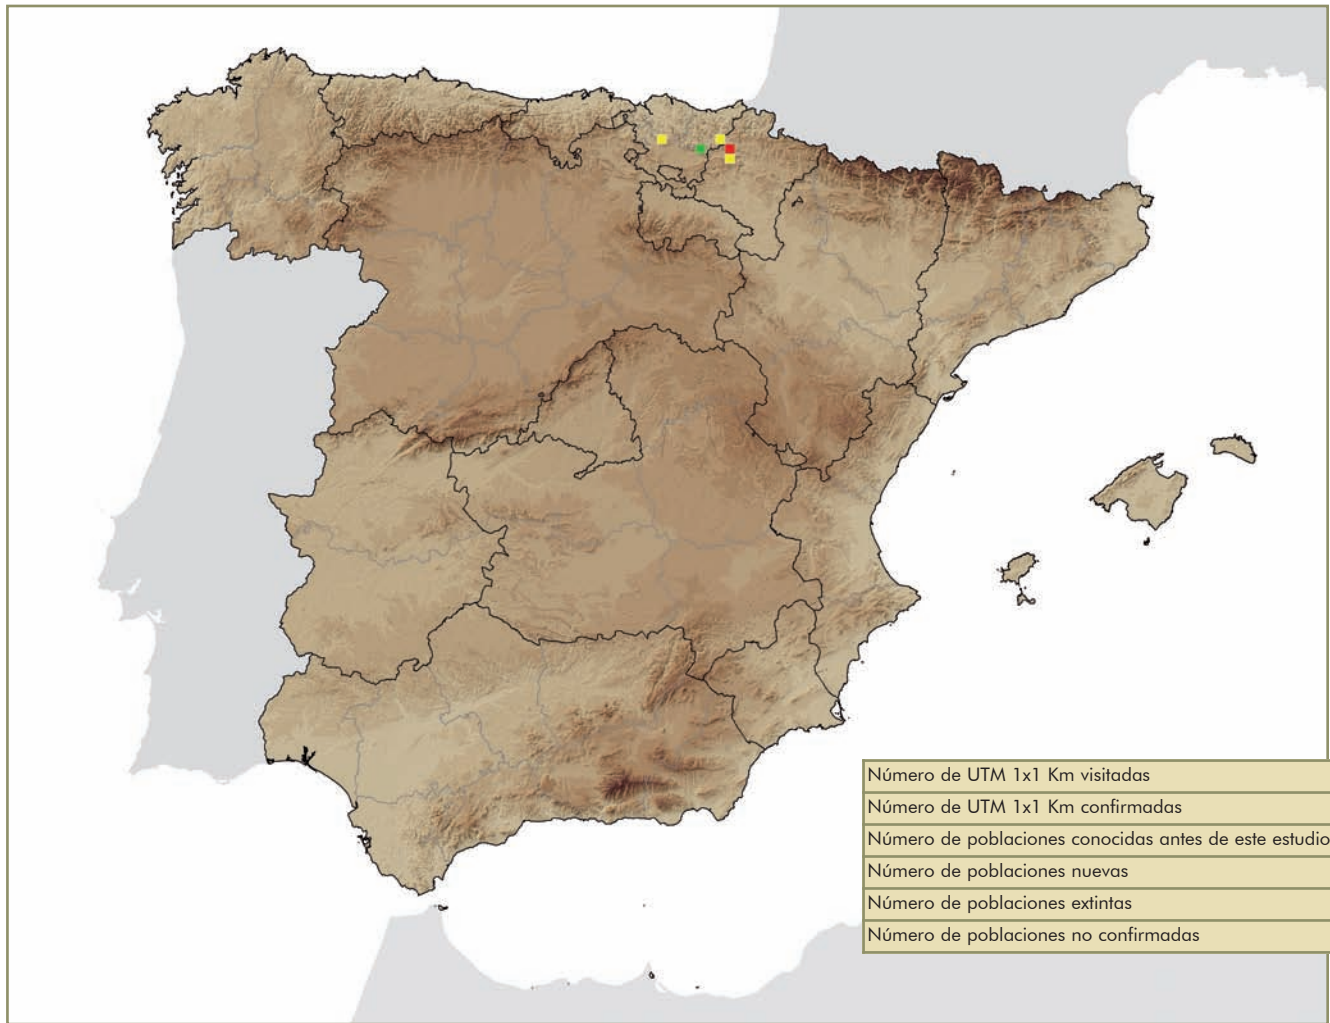 Número de UTM 1x1 Km visitadas
Número de UTM 1x1 Km confirmadas
Número de poblaciones conocidas antes de este estudio
Número de poblaciones nuevas
Número de poblaciones extintas
Número de poblaciones no confirmadas